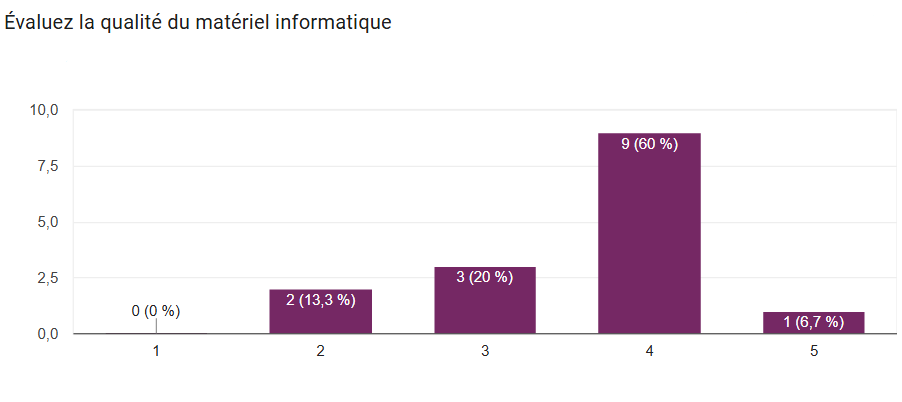 Évaluez la qualité du matériel informatique
10,0
7,5
5,0
2,5
0,0
0 (0 %)
2 (13,3 %)
3 (20 %)
9 (60 %)
1 (6,7 %)
1
2
3
4
5